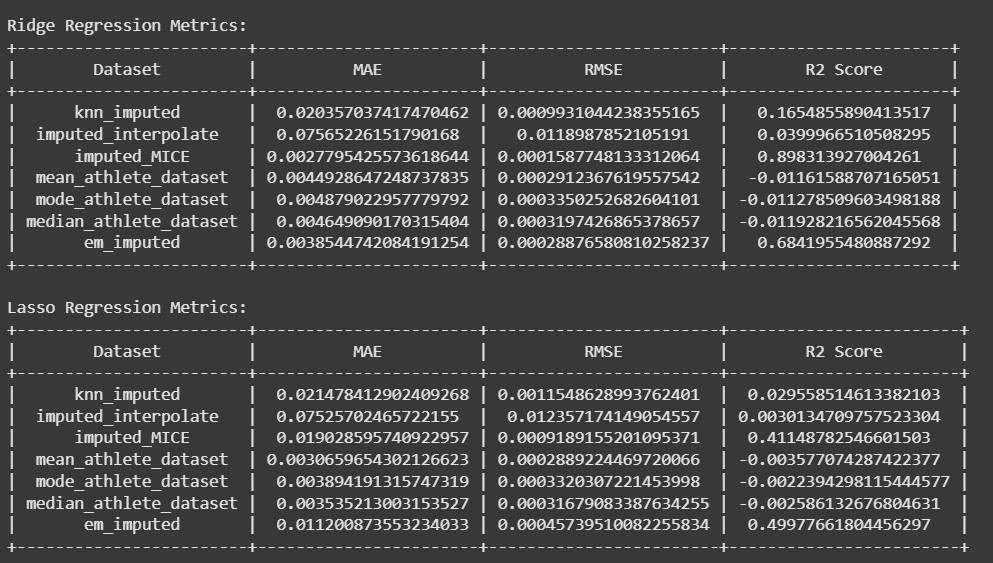 Ridge Regression Metrics:
+------------------------+-----------------------+------------------------+-----------------------+
| Dataset | MAE | RMSE | R2 Score |
+------------------------+-----------------------+------------------------+-----------------------+
| knn_imputed | 0.020357037417470462 | 0.0009931044238355165 | 0.1654855890413517 |
| imputed_interpolate | 0.07565226151790168 | 0.0118987852105191 | 0.0399966510508295 |
| imputed_MICE | 0.0027795425573618644 | 0.0001587748133312064 | 0.898313927004261 |
| mean_athlete_dataset | 0.0044928647248737835 | 0.0002912367619557542 | -0.01161588707165051 |
| mode_athlete_dataset | 0.004879022957779792 | 0.0003350252682604101 | -0.011278509603498188 |
| median_athlete_dataset | 0.004649090170315404 | 0.0003197426865378657 | -0.011928216562045568 |
| em_imputed | 0.0038544742084191254 | 0.00028876580810258237 | 0.6841955480887292 |
+------------------------+-----------------------+------------------------+-----------------------+
Lasso Regression Metrics:
+------------------------+-----------------------+------------------------+------------------------+
| Dataset | MAE | RMSE | R2 Score |
+------------------------+-----------------------+------------------------+------------------------+
| knn_imputed | 0.021478412902409268 | 0.0011548628993762401 | 0.029558514613382103 |
| imputed_interpolate | 0.07525702465722155 | 0.012357174149054557 | 0.0030134709757523304 |
| imputed_MICE | 0.019028595740922957 | 0.0009189155201095371 | 0.41148782546601503 |
| mean_athlete_dataset | 0.0030659654302126623 | 0.0002889224469720066 | -0.003577074287422377 |
| mode_athlete_dataset | 0.003894191315747319 | 0.0003320307221453998 | -0.0022394298115444577 |
| median_athlete_dataset | 0.003535213003153527 | 0.00031679083387634255 | -0.002586132676804631 |
| em_imputed | 0.011200873553234033 | 0.00045739510082255834 | 0.49977661804456297 |
+------------------------+-----------------------+------------------------+------------------------+